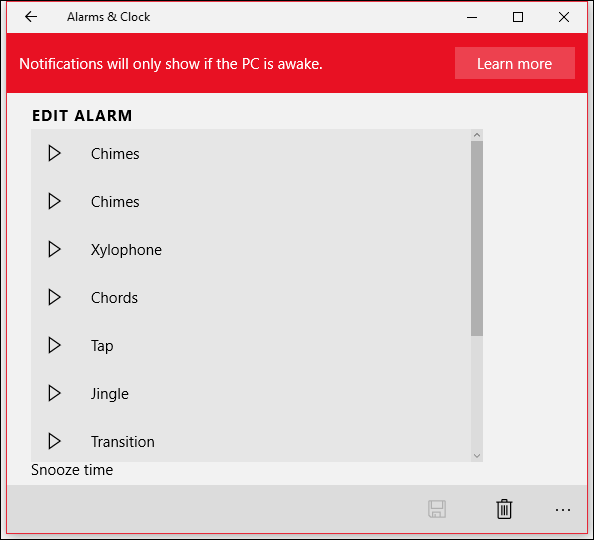 Alarms & Clock
Notifications will only show if the PC is awake.
Learn more
EDIT ALARM
Chimes
Chimes
Xylophone
Chords
Tap
Jingle
Transition
Snooze time